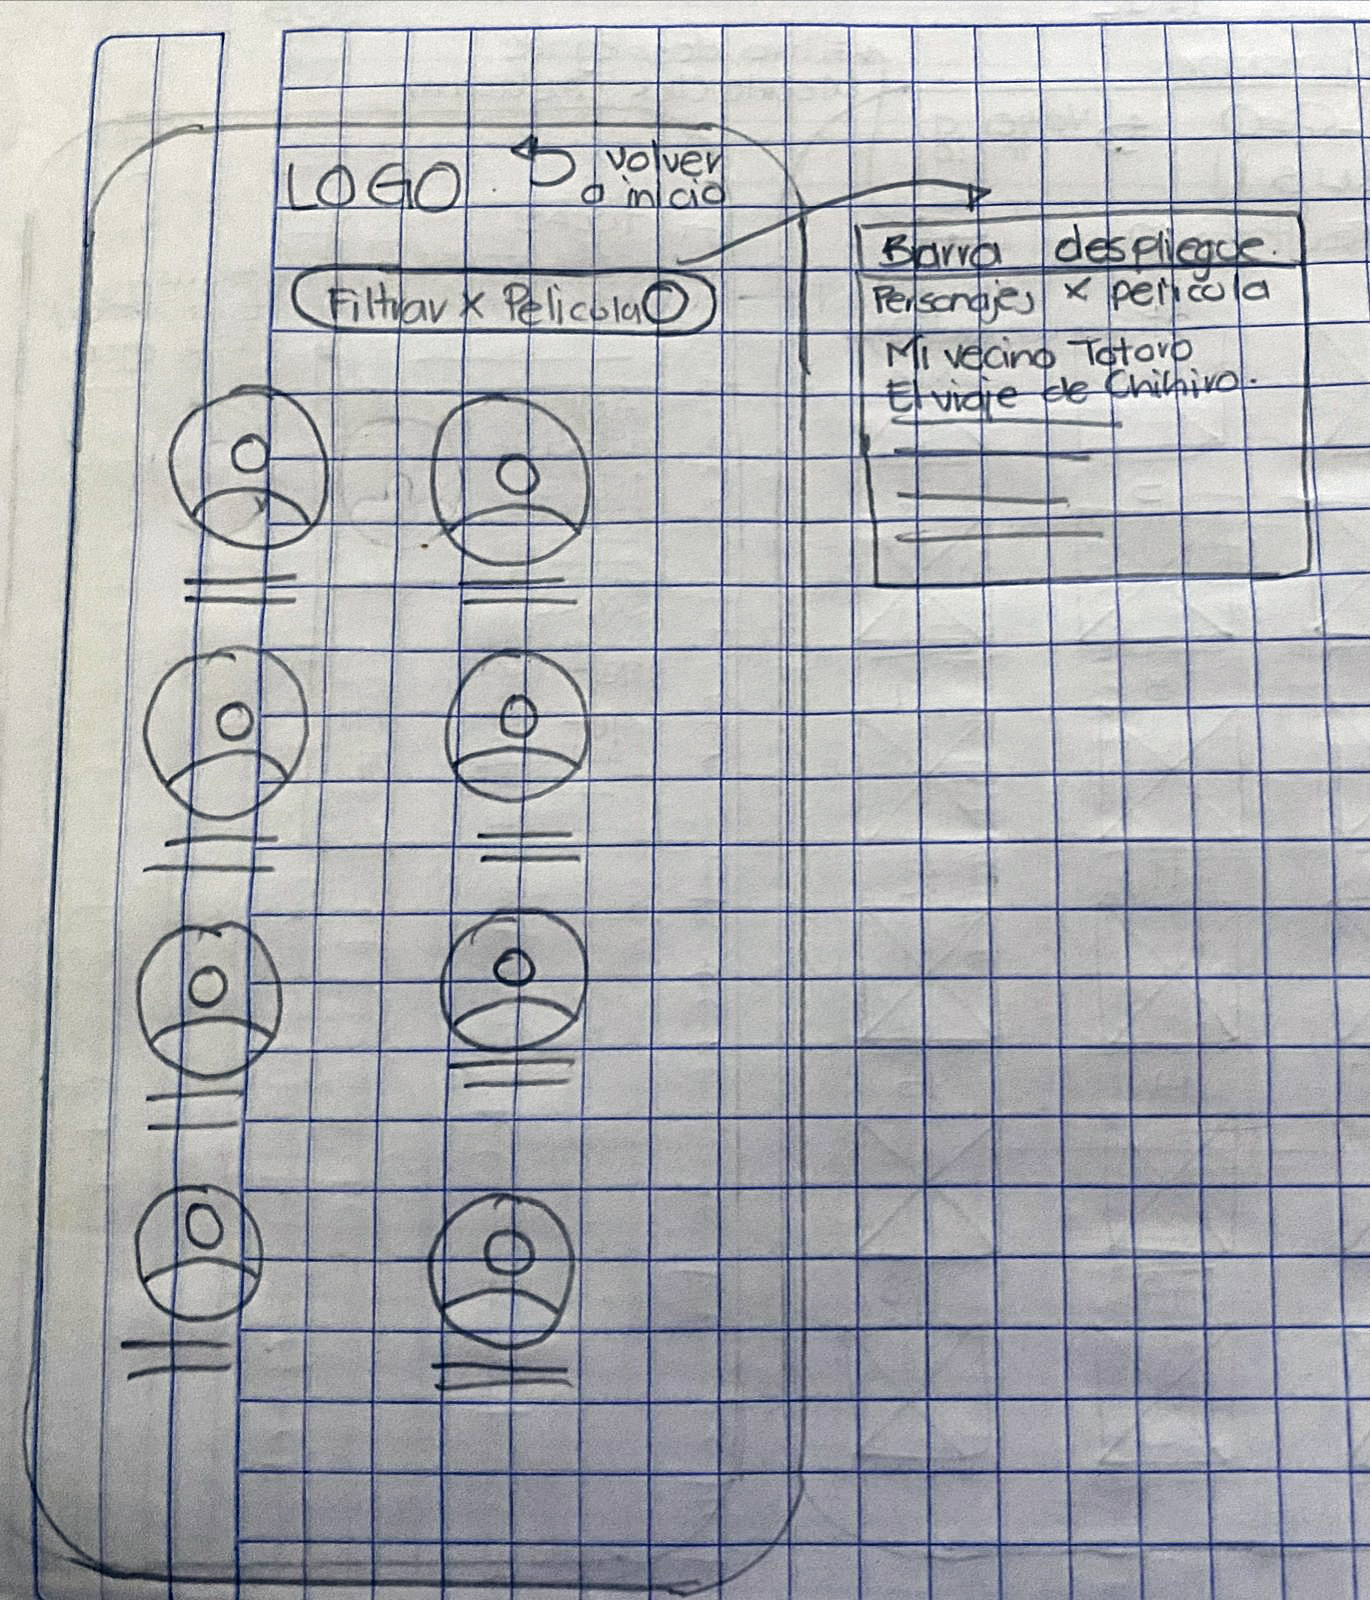 LOGO
volver
a inicio
Filtrar x Pelicula
Barra despliegue.
Personajes x pelicula
Mi vecino Totoro
El viaje de Chihiro.